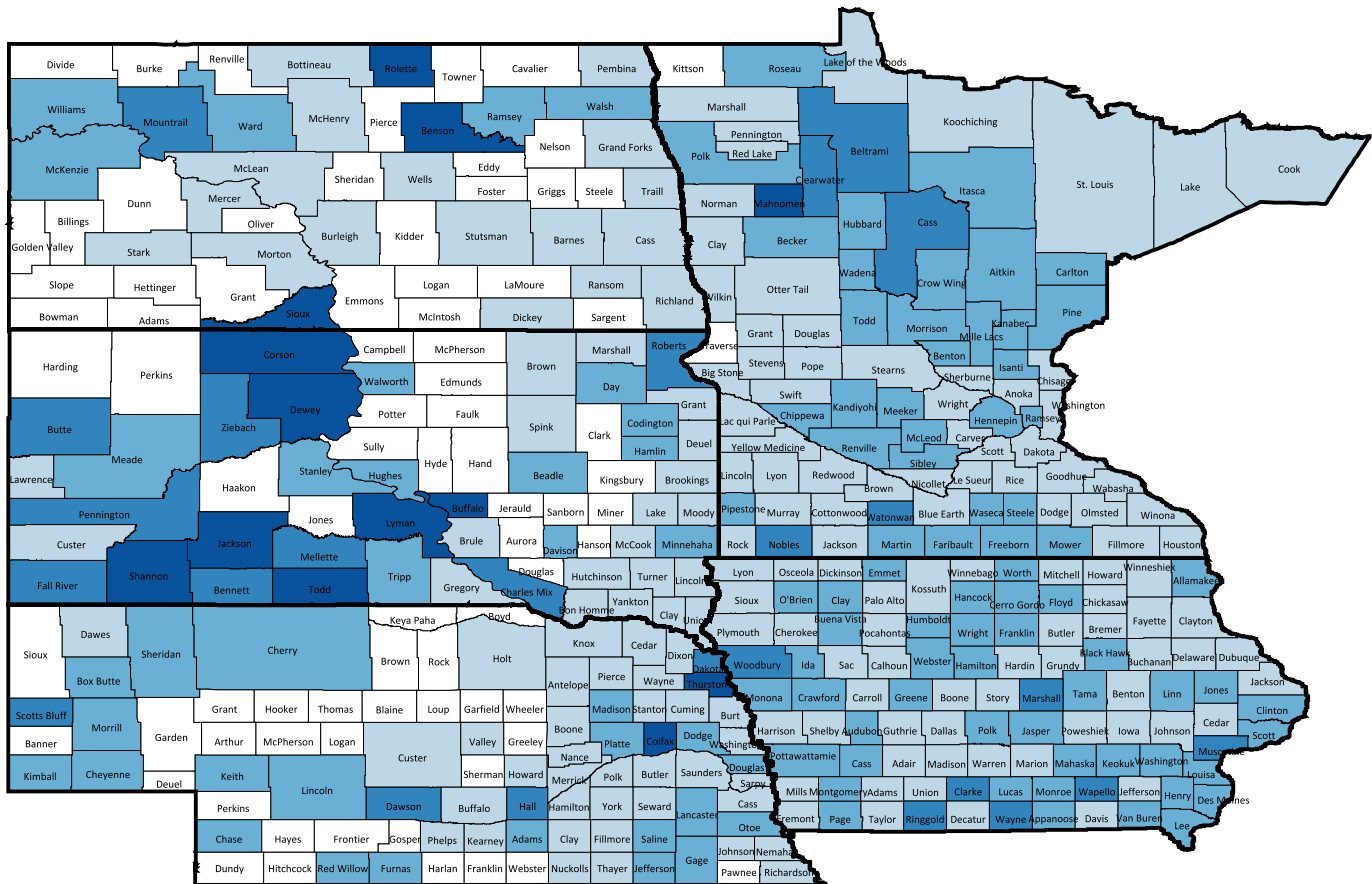 Divide
Burke
Renville
Bottineau
Rolette
Towner
Cavalier
Pembina
Kittson
Roseau
Lake of the Woods
Williams
Mountrail
Ward
McHenry
Pierce
Benson
Ramsey
Walsh
Marshall
Koochiching
Cook
Nelson
Grand Forks
Pennington
Red Lake
Polk
Clearwater
Beltrami
St. Louis
Lake
McKenzie
McLean
Sheridan
Wells
Eddy
Foster
Griggs
Steele
Traill
Norman
Mahnomen
Itasca
Dunn
Mercer
Oliver
Billings
Golden Valley
Stark
Morton
Burleigh
Kidder
Stutsman
Barnes
Cass
Clay
Becker
Hubbard
Cass
Slope
Hettinger
Grant
Emmons
Logan
LaMoure
Ransom
Richland
Wilkin
Otter Tail
Wadena
Crow Wing
Aitkin
Carlton
Bowman
Adams
Sioux
McIntosh
Dickey
Sargent
Todd
Morrison
Mille Lacs
Kanabec
Pine
Harding
Perkins
Corson
Campbell
McPherson
Brown
Marshall
Roberts
Traverse
Grant
Douglas
Benton
Walworth
Edmunds
Day
Big Stone
Stevens
Pope
Stearns
Sherburne
Isanti
Chisago
Butte
Ziebach
Dewey
Potter
Faulk
Spink
Clark
Codington
Grant
Swift
Chippewa
Kandiyohi
Meeker
Wright
Anoka
Washington
Hennepin
Ramsey
Meade
Sully
Hyde
Hand
Hamlin
Deuel
Lac qui Parle
Yellow Medicine
Renville
McLeod
Carver
Scott
Dakota
Lawrence
Haakon
Stanley
Hughes
Beadle
Kingsbury
Brookings
Lincoln
Lyon
Redwood
Sibley
Nicollet
Le Sueur
Rice
Goodhue
Wabasha
Pennington
Jones
Lyman
Buffalo
Jerauld
Sanborn
Miner
Lake
Moody
Pipestone
Murray
Cottonwood
Brown
Watonwan
Blue Earth
Waseca
Steele
Dodge
Olmsted
Winona
Custer
Jackson
Mellette
Brule
Aurora
Davison
Hanson
McCook
Minnehaha
Rock
Nobles
Jackson
Martin
Faribault
Freeborn
Mower
Fillmore
Houston
Fall River
Shannon
Bennett
Todd
Tripp
Gregory
Douglas
Charles Mix
Hutchinson
Turner
Lincoln
Bon Homme
Yankton
Clay
Union
Lyon
Osceola
Dickinson
Emmet
Kossuth
Winnebago
Worth
Mitchell
Howard
Winneshiek
Allamakee
Sioux
O'Brien
Clay
Palo Alto
Hancock
Cerro Gordo
Floyd
Chickasaw
Plymouth
Cherokee
Buena Vista
Pocahontas
Humboldt
Wright
Franklin
Butler
Bremer
Fayette
Clayton
Sioux
Dawes
Sheridan
Cherry
Keya Paha
Boyd
Brown
Rock
Holt
Knox
Cedar
Dixon
Dakota
Woodbury
Ida
Sac
Calhoun
Webster
Hamilton
Hardin
Grundy
Black Hawk
Buchanan
Delaware
Dubuque
Box Butte
Antelope
Pierce
Wayne
Thurston
Monona
Crawford
Carroll
Greene
Boone
Story
Marshall
Tama
Benton
Linn
Jones
Jackson
Scotts Bluff
Morrill
Garden
Grant
Hooker
Thomas
Blaine
Loup
Garfield
Wheeler
Madison
Stanton
Cuming
Burt
Harrison
Shelby
Audubon
Guthrie
Dallas
Polk
Jasper
Poweshiek
Iowa
Johnson
Cedar
Clinton
Scott
Banner
Arthur
McPherson
Logan
Custer
Valley
Greeley
Boone
Nance
Platte
Colfax
Dodge
Washington
Pottawattamie
Cass
Adair
Madison
Warren
Marion
Mahaska
Keokuk
Washington
Louisa
Kimball
Cheyenne
Deuel
Keith
Lincoln
Sherman
Howard
Merrick
Polk
Butler
Saunders
Douglas
Sarpy
Mills
Montgomery
Adams
Union
Clarke
Lucas
Monroe
Wapello
Jefferson
Henry
Des Moines
Perkins
Dawson
Buffalo
Hall
Hamilton
York
Seward
Lancaster
Cass
Otoe
Page
Taylor
Ringgold
Decatur
Wayne
Appanoose
Davis
Van Buren
Lee
Chase
Hayes
Frontier
Gosper
Phelps
Kearney
Adams
Clay
Fillmore
Saline
Gage
Johnson
Nemaha
Dundy
Hitchcock
Red Willow
Furnas
Harlan
Franklin
Webster
Nuckolls
Thayer
Jefferson
Pawnee
Richardson